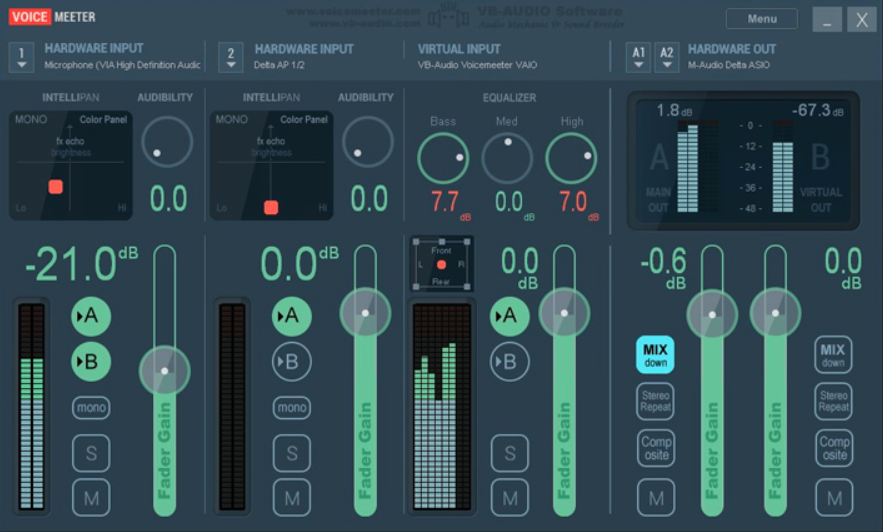 VOICE MEETER
www.voicemeeter.com
www.vb-audio.com
VB-AUDIO Software
Audio Mechanic & Sound Breeder
Menu
_ X
1 HARDWARE INPUT
Microphone (VIA High Definition Audic
2 HARDWARE INPUT
Delta AP 1/2
VIRTUAL INPUT
VB-Audio Voicemeeter VAIO
A1 A2 HARDWARE OUT
M-Audio Delta ASIO
INTELLIPAN AUDIBILITY
MONO Color Panel
fx echo
brightness
Lo Hi
0.0
INTELLIPAN AUDIBILITY
MONO Color Panel
fx echo
brightness
Lo Hi
0.0
EQUALIZER
Bass Med High
7.7 dB 0.0 dB 7.0 dB
1.8 dB -67.3 dB
A
MAIN OUT
- 0 -
- 12 -
- 24 -
- 36 -
- 48 -
B
VIRTUAL OUT
-21.0 dB
A
B
mono
S
M
Fader Gain
0.0 dB
A
B
mono
S
M
Fader Gain
Front
L R
Rear
0.0 dB
A
B
S
M
Fader Gain
-0.6 dB
MIX down
Stereo Repeat
Comp osite
M
Fader Gain
Fader Gain
0.0 dB
MIX down
Stereo Repeat
Comp osite
M